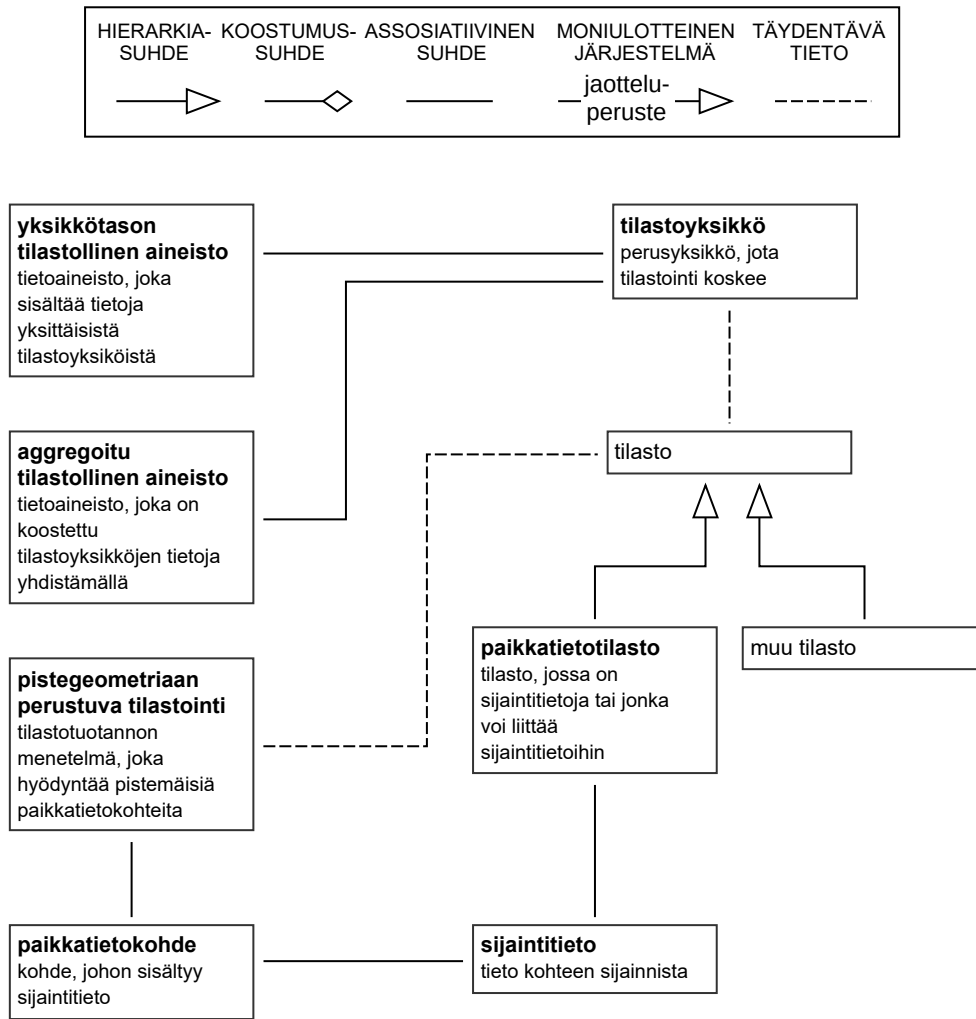 HIERARKIA-
SUHDE
KOOSTUMUS-
SUHDE
ASSOSIATIIVINEN
SUHDE
MONIULOTTEINEN
JÄRJESTELMÄ
TÄYDENTÄVÄ
TIETO
jaottelu-
peruste
yksikkötason
tilastollinen aineisto
tietoaineisto, joka
sisältää tietoja
yksittäisistä
tilastoyksiköistä
tilastoyksikkö
perusyksikkö, jota
tilastointi koskee
aggregoitu
tilastollinen aineisto
tietoaineisto, joka on
koostettu
tilastoyksikköjen tietoja
yhdistämällä
tilasto
pistegeometriaan
perustuva tilastointi
tilastotuotannon
menetelmä, joka
hyödyntää pistemäisiä
paikkatietokohteita
paikkatietotilasto
tilasto, jossa on
sijaintitietoja tai jonka
voi liittää
sijaintitietoihin
muu tilasto
paikkatietokohde
kohde, johon sisältyy
sijaintitieto
sijaintitieto
tieto kohteen sijainnista